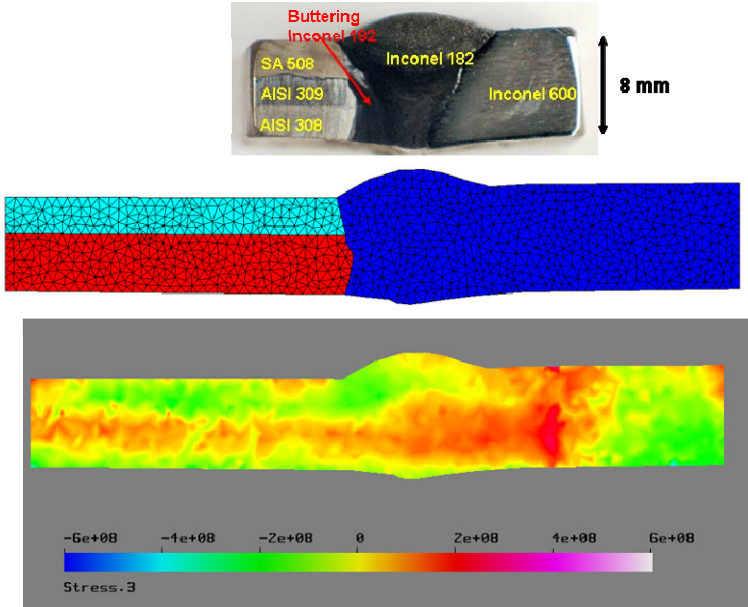 Buttering
Inconel 182
Inconel 182
SA 508
AISI 309
AISI 308
Inconel 600
8 mm
-6e+08 -4e+08 -2e+08 0 2e+08 4e+08 6e+08
Stress.3